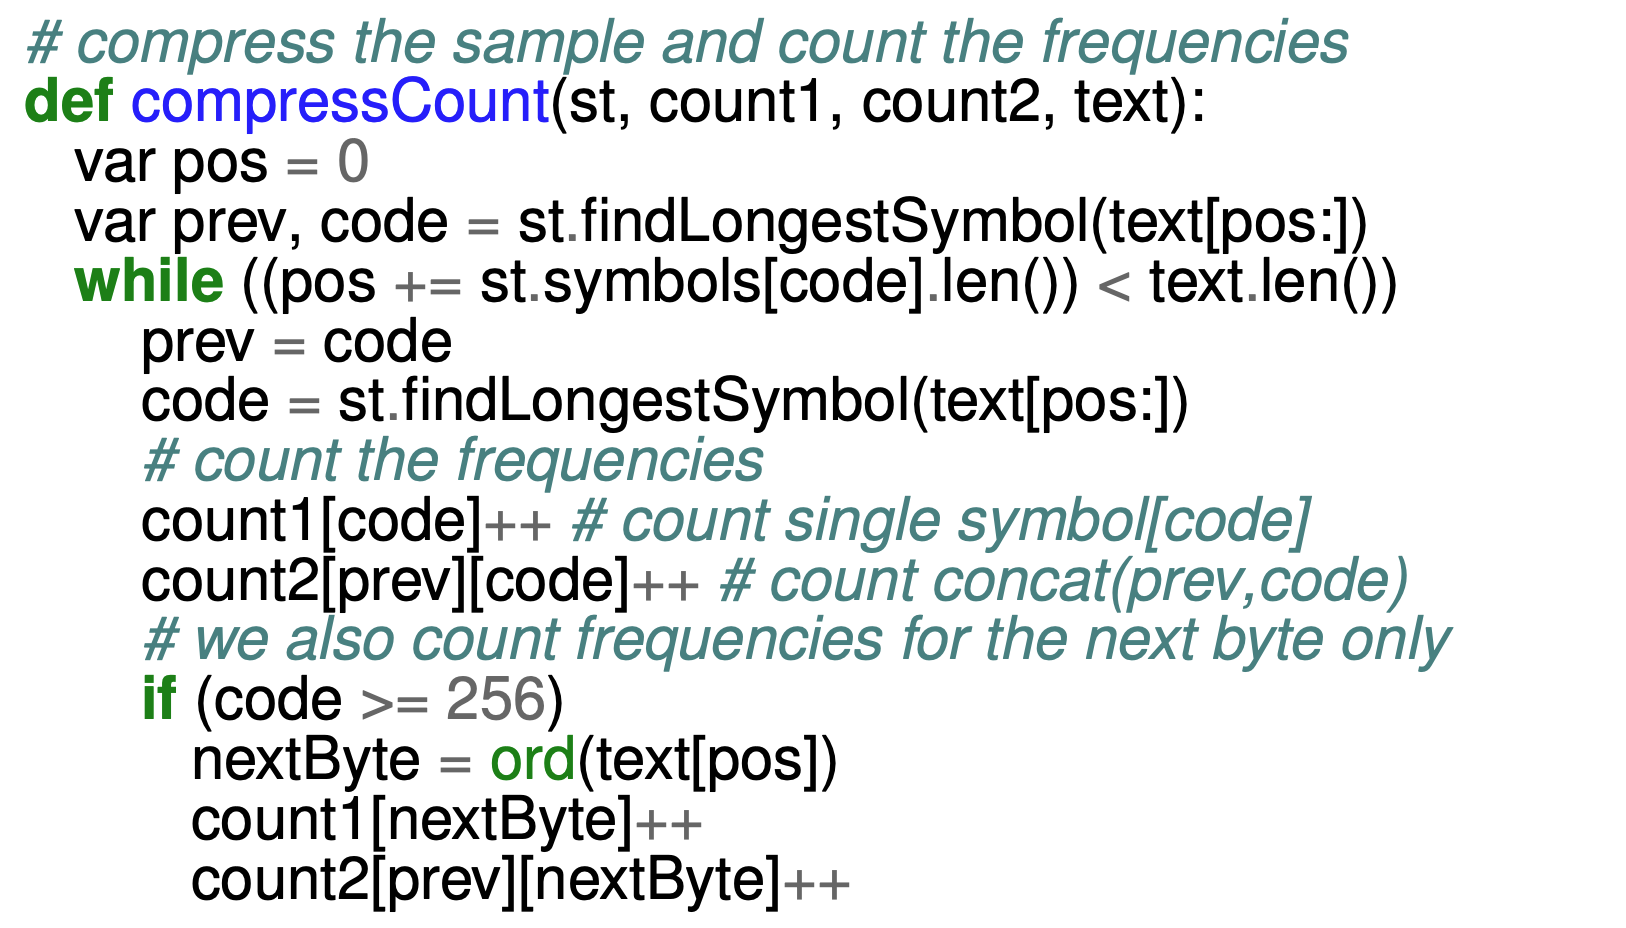 # compress the sample and count the frequencies
def compressCount(st, count1, count2, text):
var pos = 0
var prev, code = st.findLongestSymbol(text[pos:])
while ((pos += st.symbols[code].len()) < text.len())
prev = code
code = st.findLongestSymbol(text[pos:])
# count the frequencies
count1[code]++ # count single symbol[code]
count2[prev][code]++ # count concat(prev,code)
# we also count frequencies for the next byte only
if (code >= 256)
nextByte = ord(text[pos])
count1[nextByte]++
count2[prev][nextByte]++